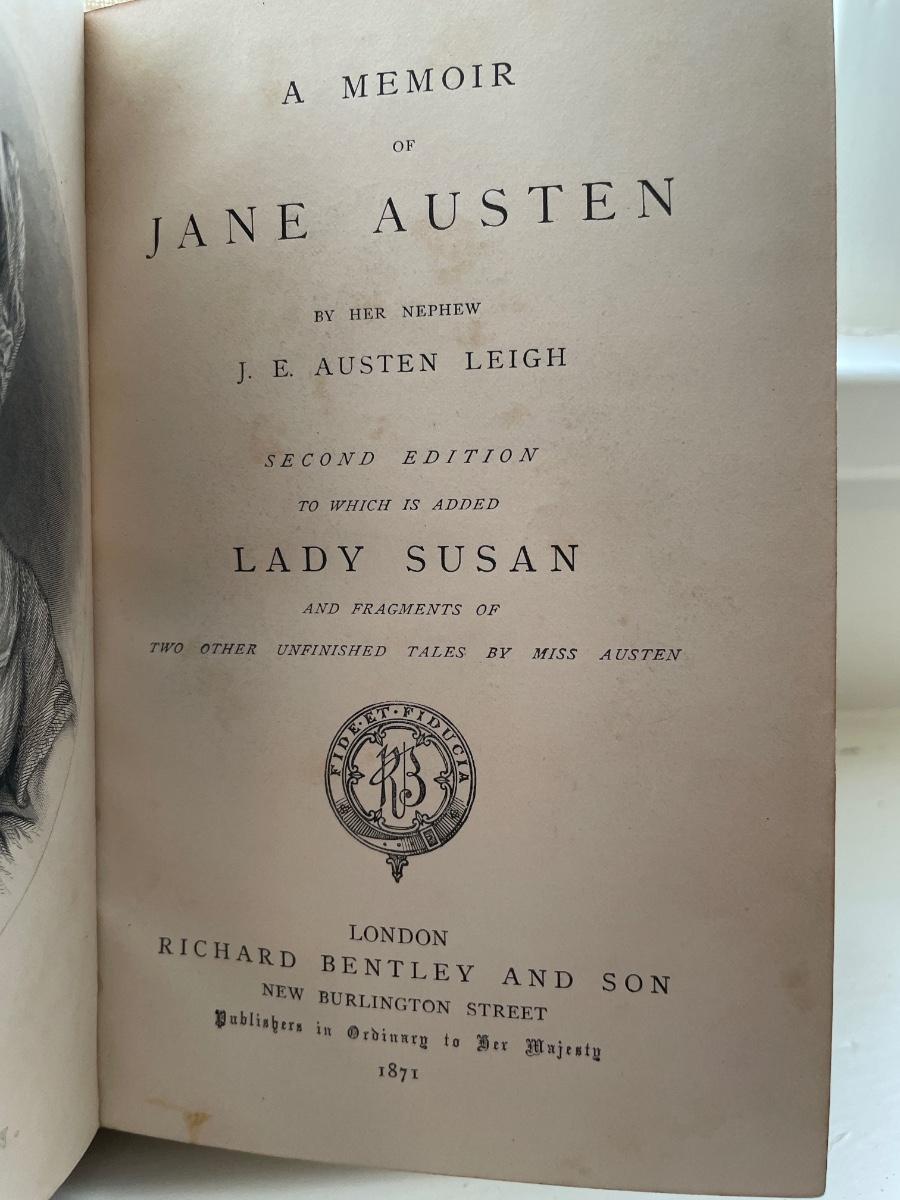 A MEMOIR
OF
JANE AUSTEN
BY HER NEPHEW
J. E. AUSTEN LEIGH
SECOND EDITION
TO WHICH IS ADDED
LADY SUSAN
AND FRAGMENTS OF
TWO OTHER UNFINISHED TALES BY MISS AUSTEN
FIDE·ET·FIDUCIA
RB
LONDON
RICHARD BENTLEY AND SON
NEW BURLINGTON STREET
Publishers in Ordinary to Her Majesty
1871